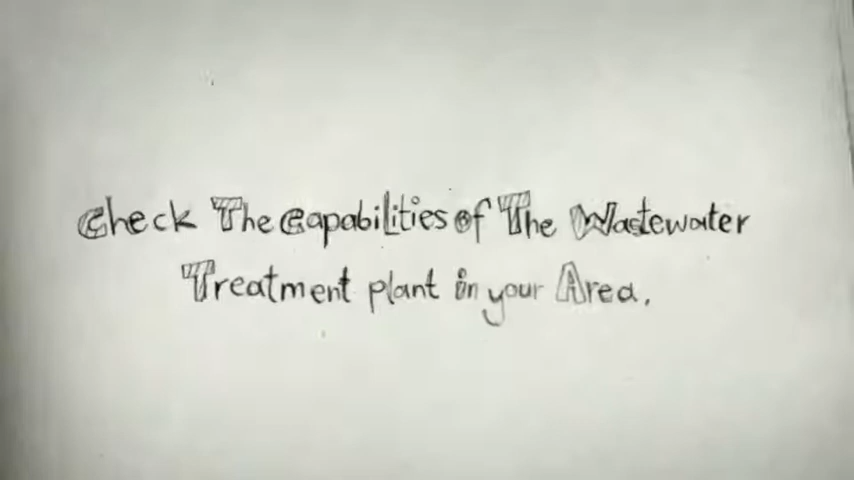 Check The Capabilities of The Wastewater
Treatment plant in your Area.